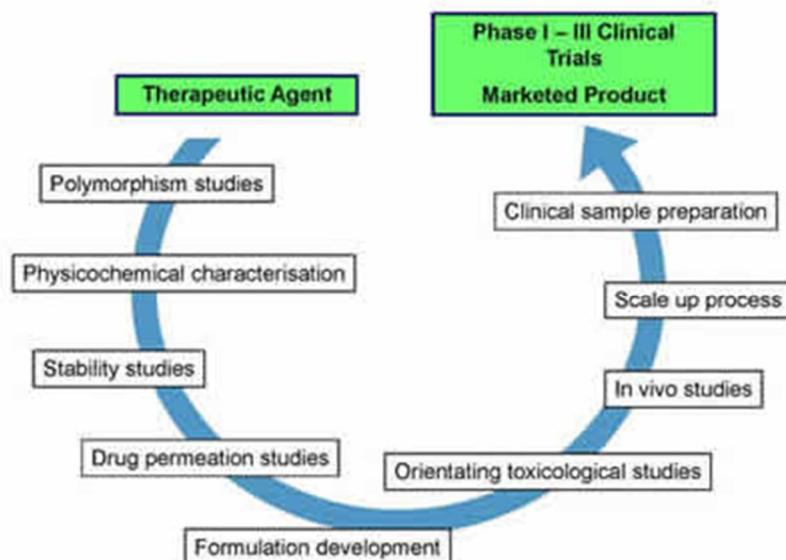 Therapeutic Agent
Phase I – III Clinical
Trials
Marketed Product
Polymorphism studies
Physicochemical characterisation
Stability studies
Drug permeation studies
Formulation development
Orientating toxicological studies
In vivo studies
Scale up process
Clinical sample preparation